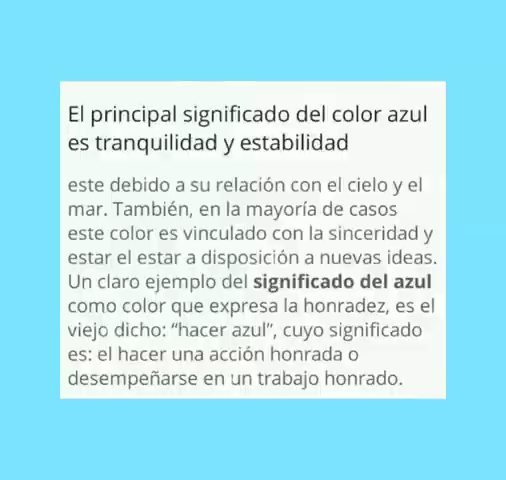 El principal significado del color azul
es tranquilidad y estabilidad
este debido a su relación con el cielo y el
mar. También, en la mayoría de casos
este color es vinculado con la sinceridad y
estar el estar a disposición a nuevas ideas.
Un claro ejemplo del significado del azul
como color que expresa la honradez, es el
viejo dicho: “hacer azul”, cuyo significado
es: el hacer una acción honrada o
desempeñarse en un trabajo honrado.